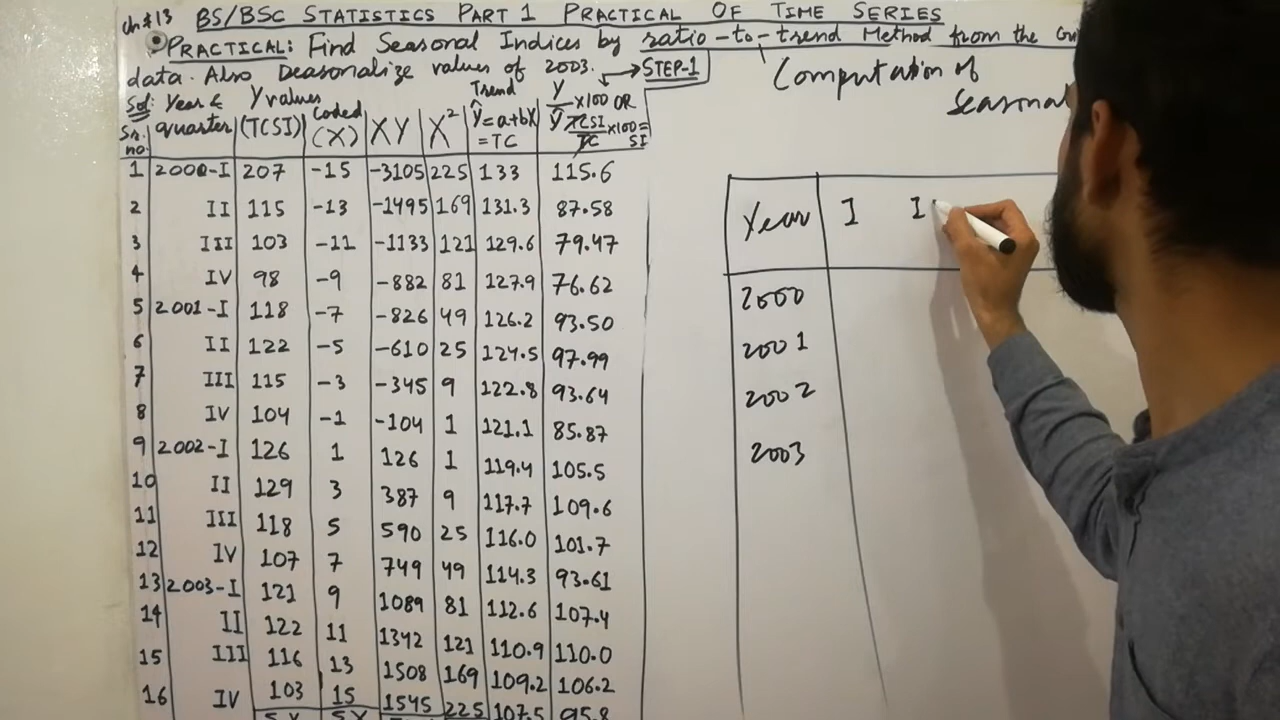 Ch#13 BS/BSC STATISTICS PART 1 PRACTICAL OF TIME SERIES
PRACTICAL: Find Seasonal Indices by ratio-to-trend Method from the
data. Also Deasonalize values of 2003. → STEP-1
Computation of
Seasonal
Sol: Year & Y values Trend Y/Ŷ×100 OR
Sr. no. quarter (TCSI) Coded (X) XY X² Ŷ=a+bX =TC TCSI/TC×100= SI
1 2000-I 207 -15 -3105 225 133 115.6
2 II 115 -13 -1495 169 131.3 87.58
3 III 103 -11 -1133 121 129.6 79.47
4 IV 98 -9 -882 81 127.9 76.62
5 2001-I 118 -7 -826 49 126.2 93.50
6 II 122 -5 -610 25 124.5 97.99
7 III 115 -3 -345 9 122.8 93.64
8 IV 104 -1 -104 1 121.1 85.87
9 2002-I 126 1 126 1 119.4 105.5
10 II 129 3 387 9 117.7 109.6
11 III 118 5 590 25 116.0 101.7
12 IV 107 7 749 49 114.3 93.61
13 2003-I 121 9 1089 81 112.6 107.4
14 II 122 11 1342 121 110.9 110.0
15 III 116 13 1508 169 109.2 106.2
16 IV 103 15 1545 225 107.5 95.8
Year I
2000
2001
2002
2003